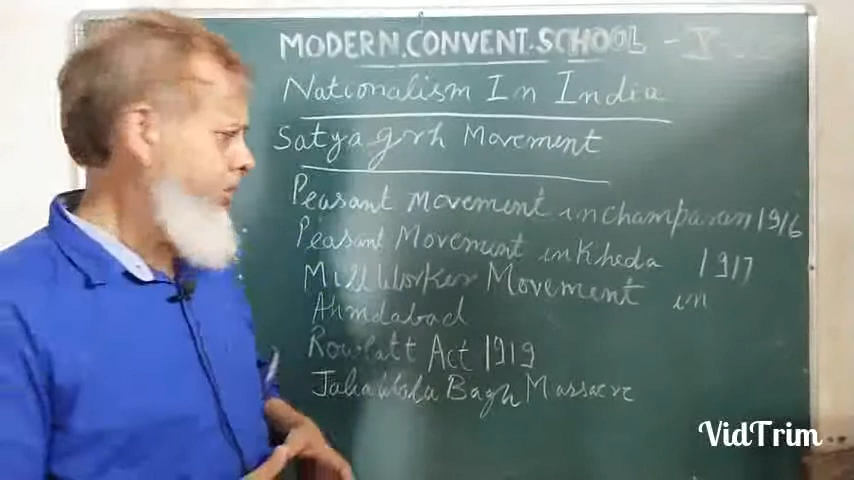 MODERN.CONVENT.SCHOOL - X
Nationalism In India
Satyagrh Movement
Peasant Movement in champaran 1916
Peasant Movement in Kheda 1917
Mill Worker Movement in
Ahmdabad
Rowlatt Act 1919
Bagh Massacre
VidTrim